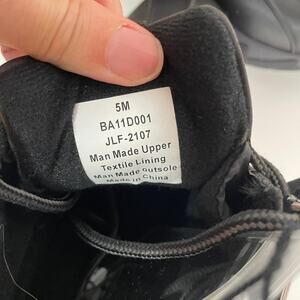 5M
BA11D001
JLF-2107
Man Made Upper
Textile Lining
Man Made outsole
Made in China